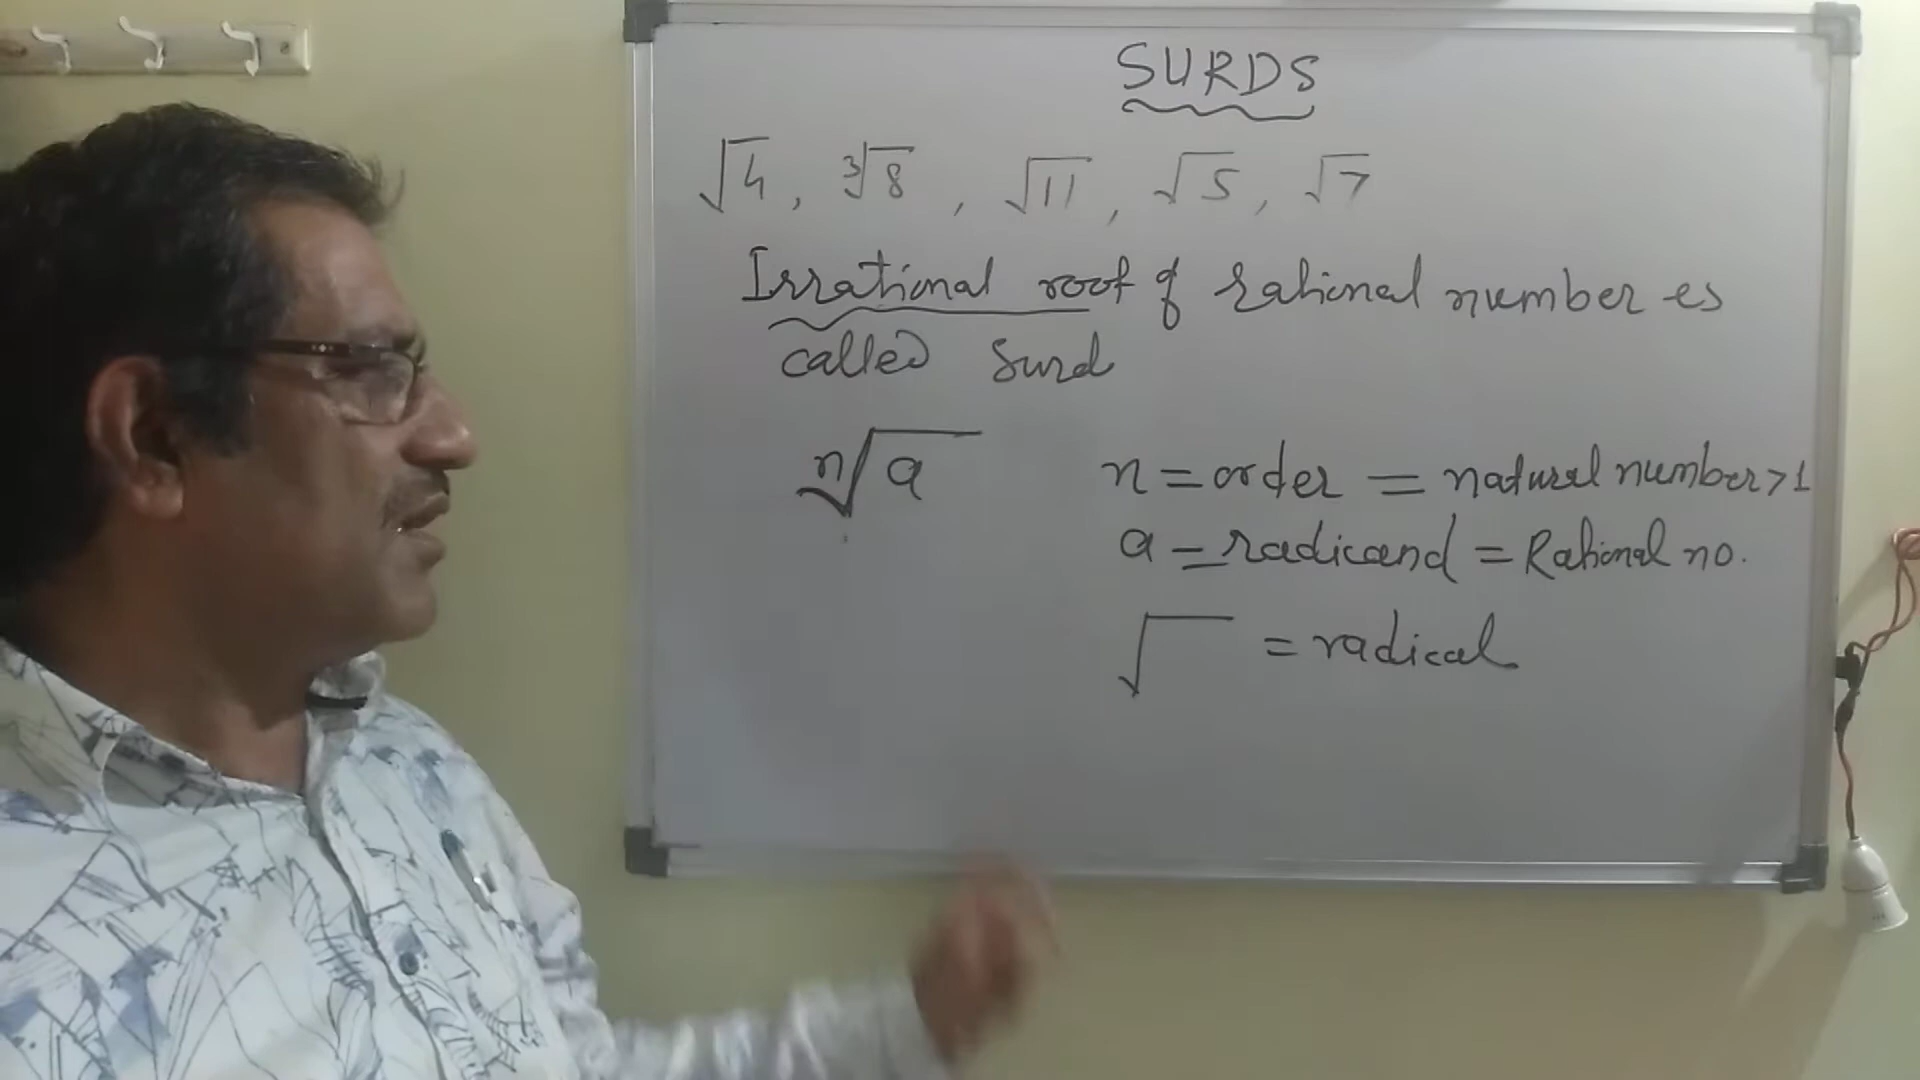 SURDS
√4, ∛8, √11, √5, √7
Irrational root of rational number es
called Surd
ⁿ√a
n = order = natural number > 1
a = radicand = Rational no.
√ = radical